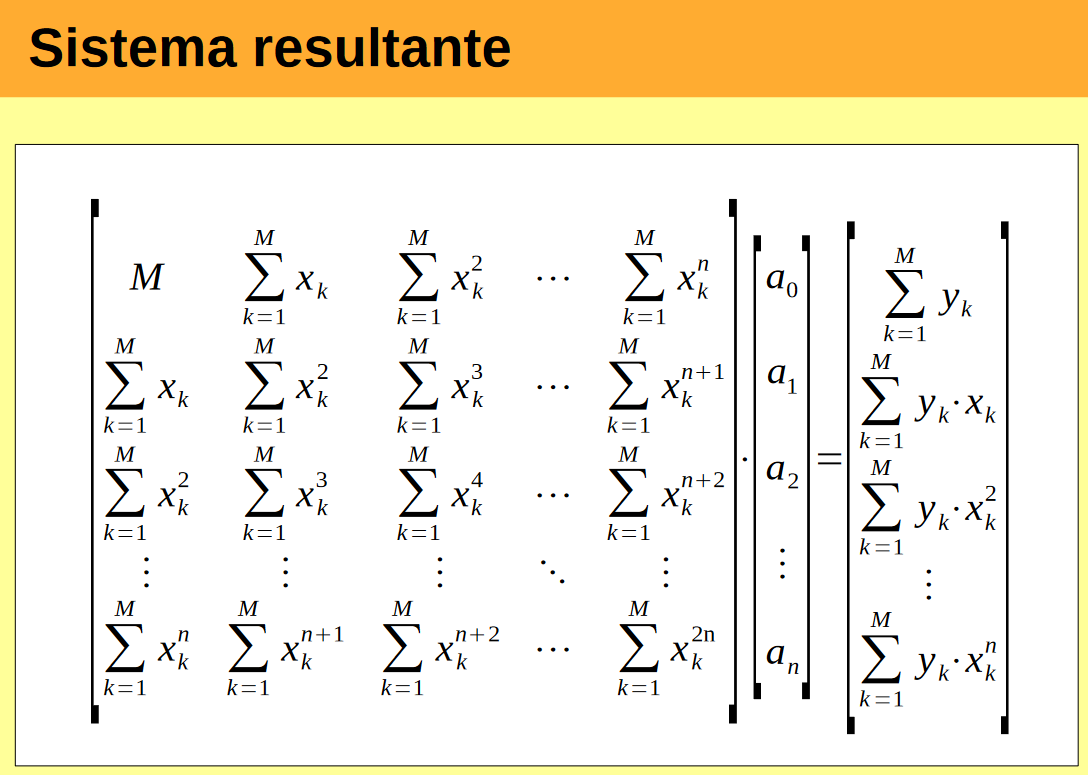 Sistema resultante
$$\begin{bmatrix} M & \sum_{k=1}^{M} x_k & \sum_{k=1}^{M} x_k^2 & \cdots & \sum_{k=1}^{M} x_k^n \\ \sum_{k=1}^{M} x_k & \sum_{k=1}^{M} x_k^2 & \sum_{k=1}^{M} x_k^3 & \cdots & \sum_{k=1}^{M} x_k^{n+1} \\ \sum_{k=1}^{M} x_k^2 & \sum_{k=1}^{M} x_k^3 & \sum_{k=1}^{M} x_k^4 & \cdots & \sum_{k=1}^{M} x_k^{n+2} \\ \vdots & \vdots & \vdots & \ddots & \vdots \\ \sum_{k=1}^{M} x_k^n & \sum_{k=1}^{M} x_k^{n+1} & \sum_{k=1}^{M} x_k^{n+2} & \cdots & \sum_{k=1}^{M} x_k^{2n} \end{bmatrix} \cdot \begin{bmatrix} a_0 \\ a_1 \\ a_2 \\ \vdots \\ a_n \end{bmatrix} = \begin{bmatrix} \sum_{k=1}^{M} y_k \\ \sum_{k=1}^{M} y_k \cdot x_k \\ \sum_{k=1}^{M} y_k \cdot x_k^2 \\ \vdots \\ \sum_{k=1}^{M} y_k \cdot x_k^n \end{bmatrix}$$